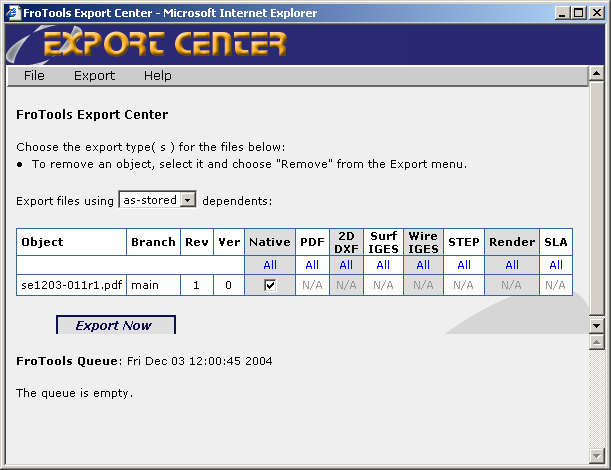 FroTools Export Center - Microsoft Internet Explorer
EXPORT CENTER
File Export Help
FroTools Export Center
Choose the export type( s ) for the files below:
• To remove an object, select it and choose "Remove" from the Export menu.
Export files using as-stored dependents:
Object Branch Rev Ver Native PDF 2D DXF Surf IGES Wire IGES STEP Render SLA
All All All All All All All All
se1203-011r1.pdf main 1 0 N/A N/A N/A N/A N/A N/A N/A
Export Now
FroTools Queue: Fri Dec 03 12:00:45 2004
The queue is empty.